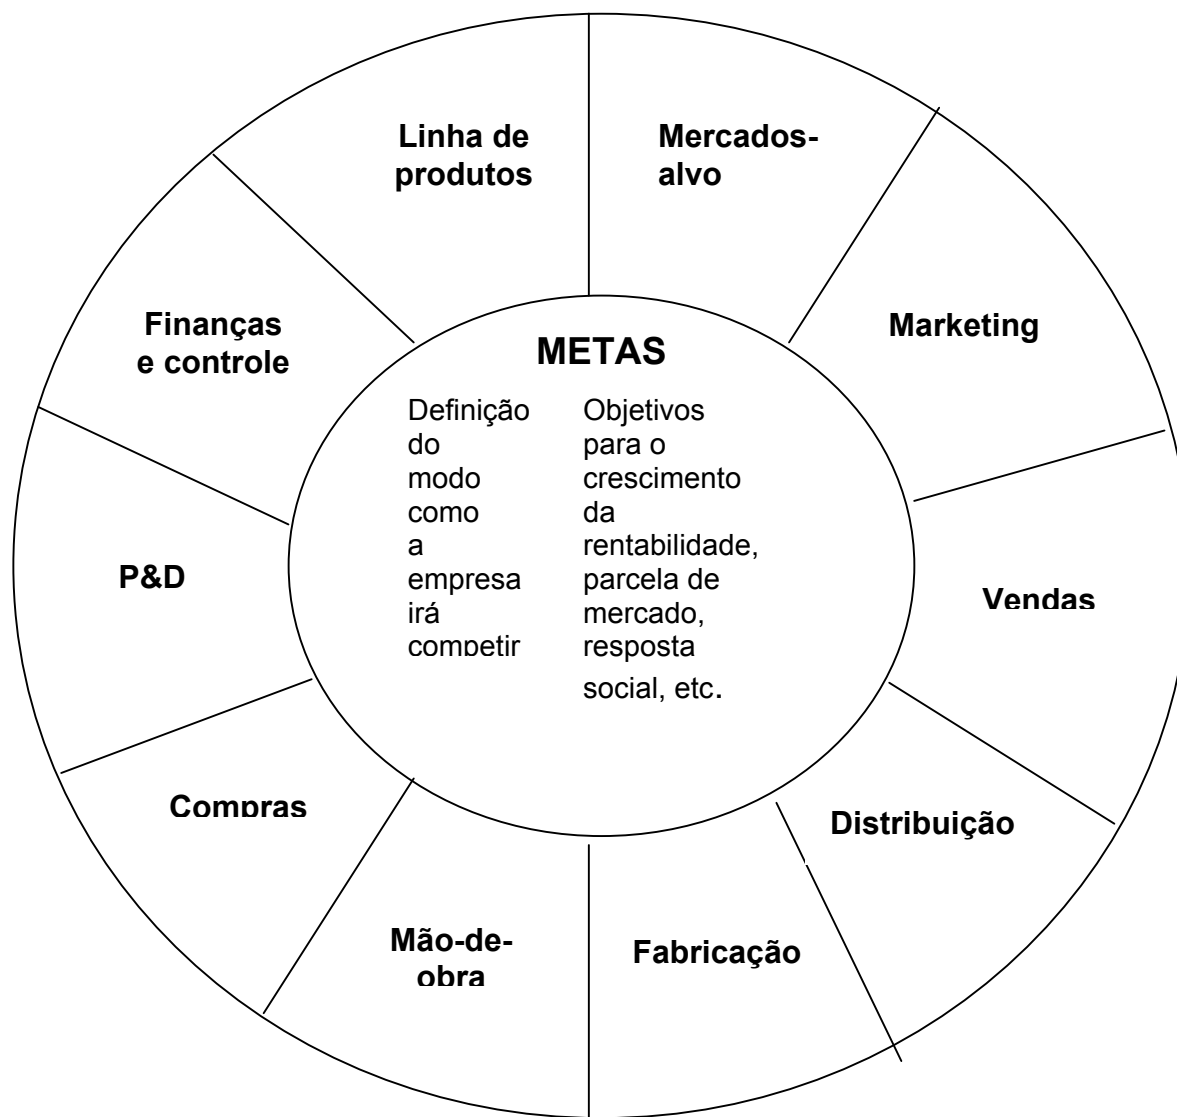 Linha de
produtos
Mercados-
alvo
Marketing
Vendas
Distribuição
Fabricação
Mão-de-
obra
Compras
P&D
Finanças
e controle
METAS
Definição
do
modo
como
a
empresa
irá
competir
Objetivos
para o
crescimento
da
rentabilidade,
parcela de
mercado,
resposta
social, etc.